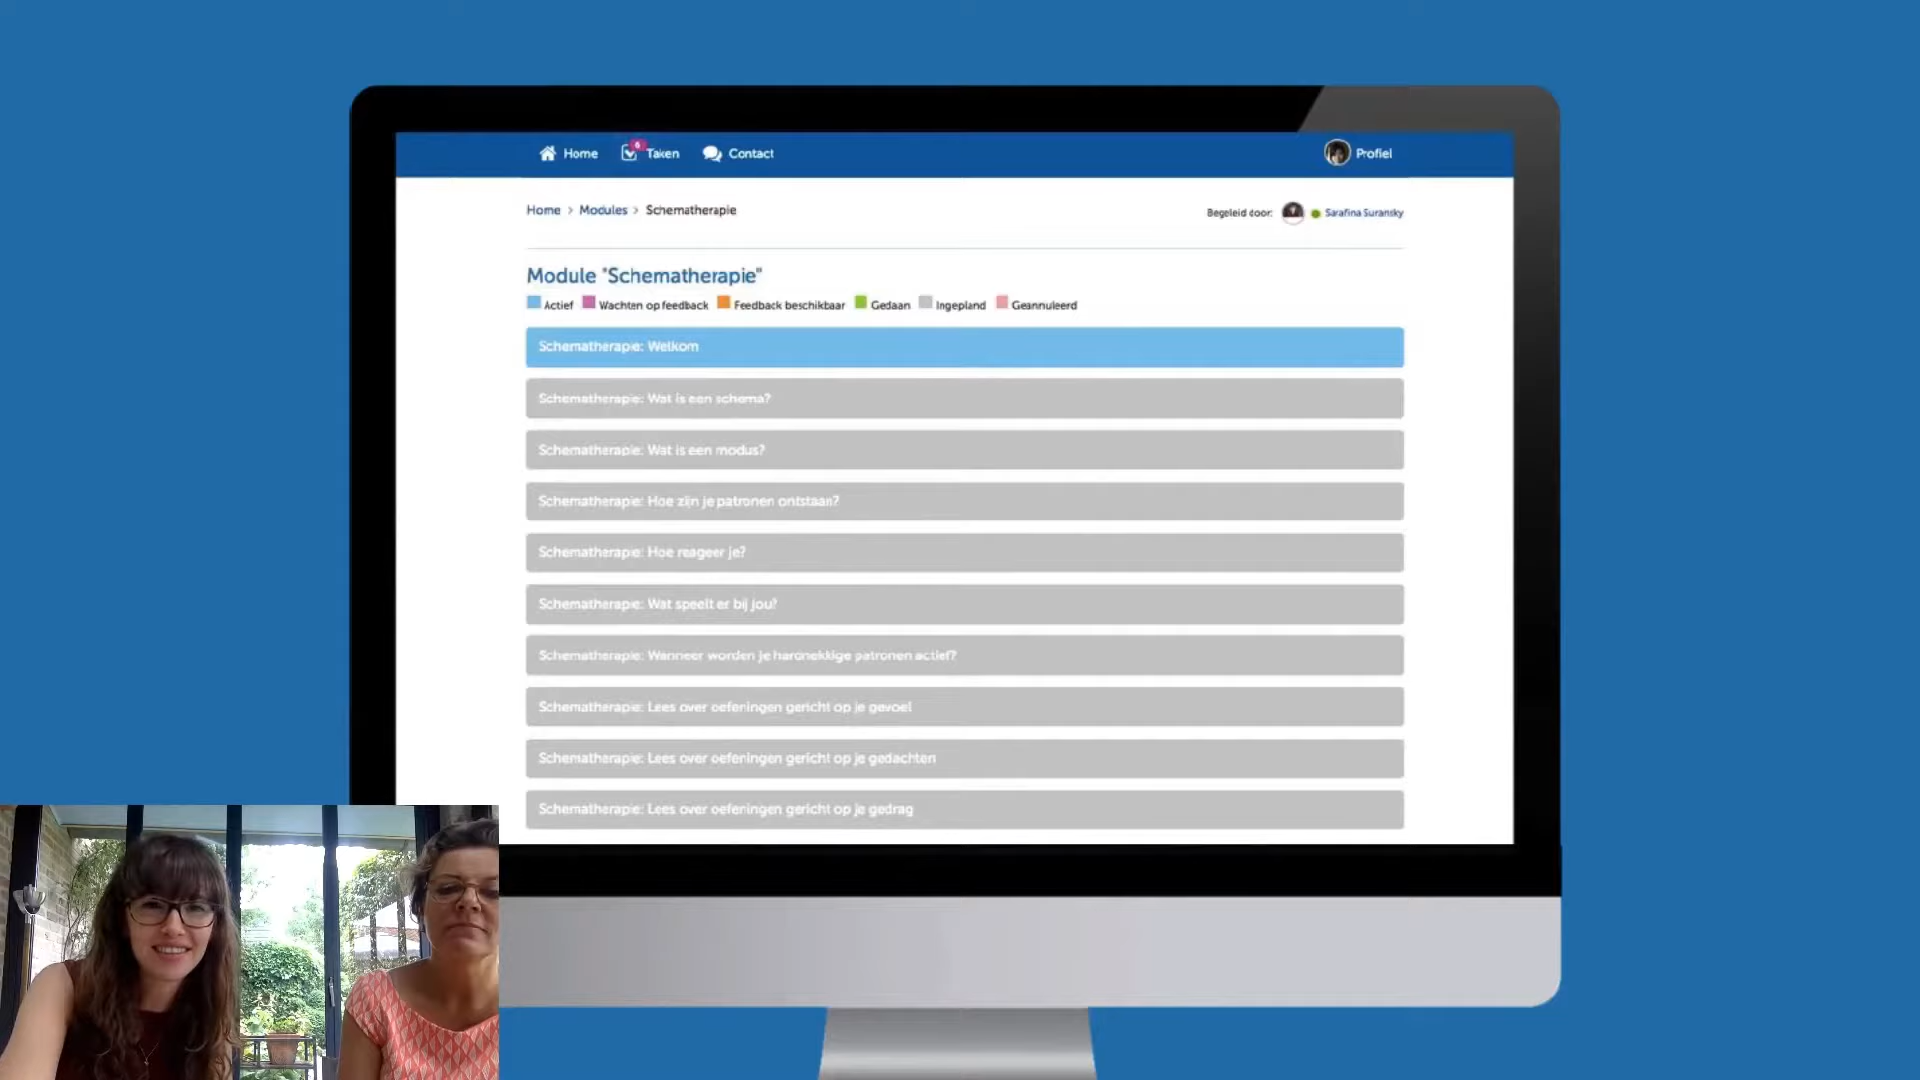 Home 6 Taken Contact Profiel
Home > Modules > Schematherapie Begeleid door: Sarafina Suransky
Module "Schematherapie"
Actief Wachten op feedback Feedback beschikbaar Gedaan Ingepland Geannuleerd
Schematherapie: Welkom
Schematherapie: Wat is een schema?
Schematherapie: Wat is een modus?
Schematherapie: Hoe zijn je patronen ontstaan?
Schematherapie: Hoe reageer je?
Schematherapie: Wat speelt er bij jou?
Schematherapie: Wanneer worden je hardnekkige patronen actief?
Schematherapie: Lees over oefeningen gericht op je gevoel
Schematherapie: Lees over oefeningen gericht op je gedachten
Schematherapie: Lees over oefeningen gericht op je gedrag